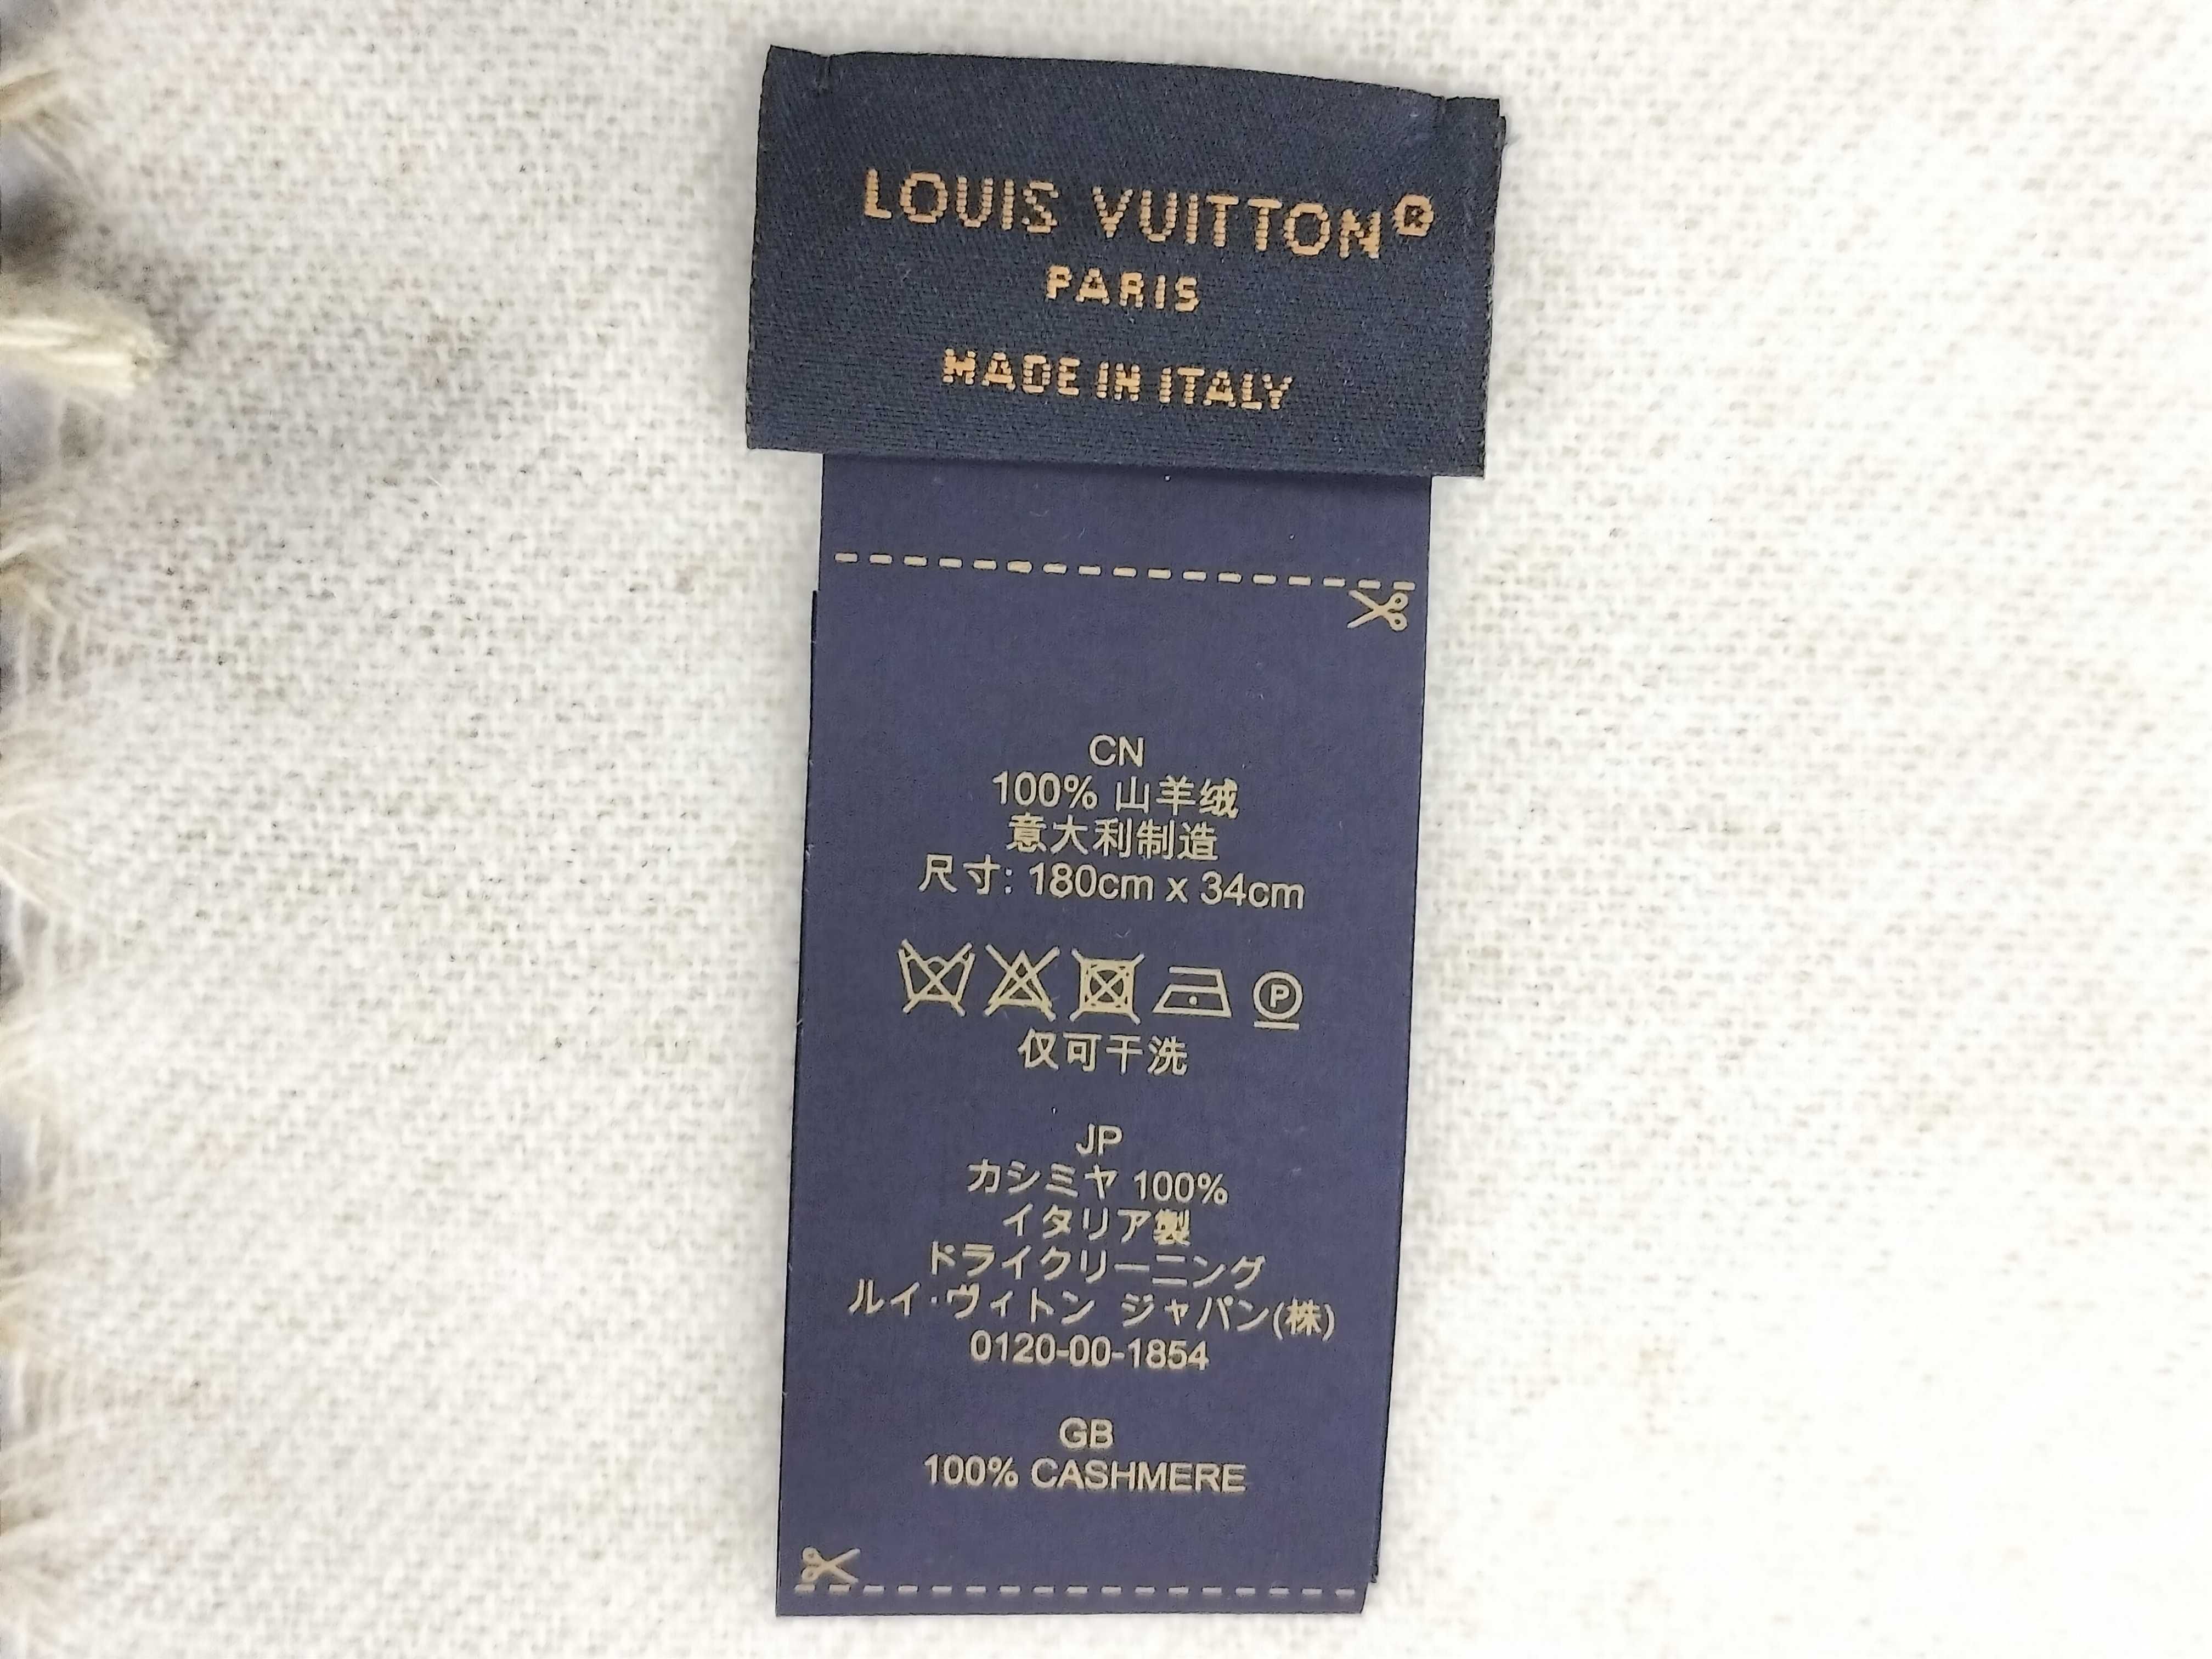 LOUIS VUITTON®
PARIS
MADE IN ITALY
CN
100% 山羊绒
意大利制造
尺寸: 180cm x 34cm
P
仅可干洗
JP
カシミヤ 100%
イタリア製
ドライクリーニング
ルイ·ヴィトン ジャパン(株)
0120-00-1854
GB
100% CASHMERE